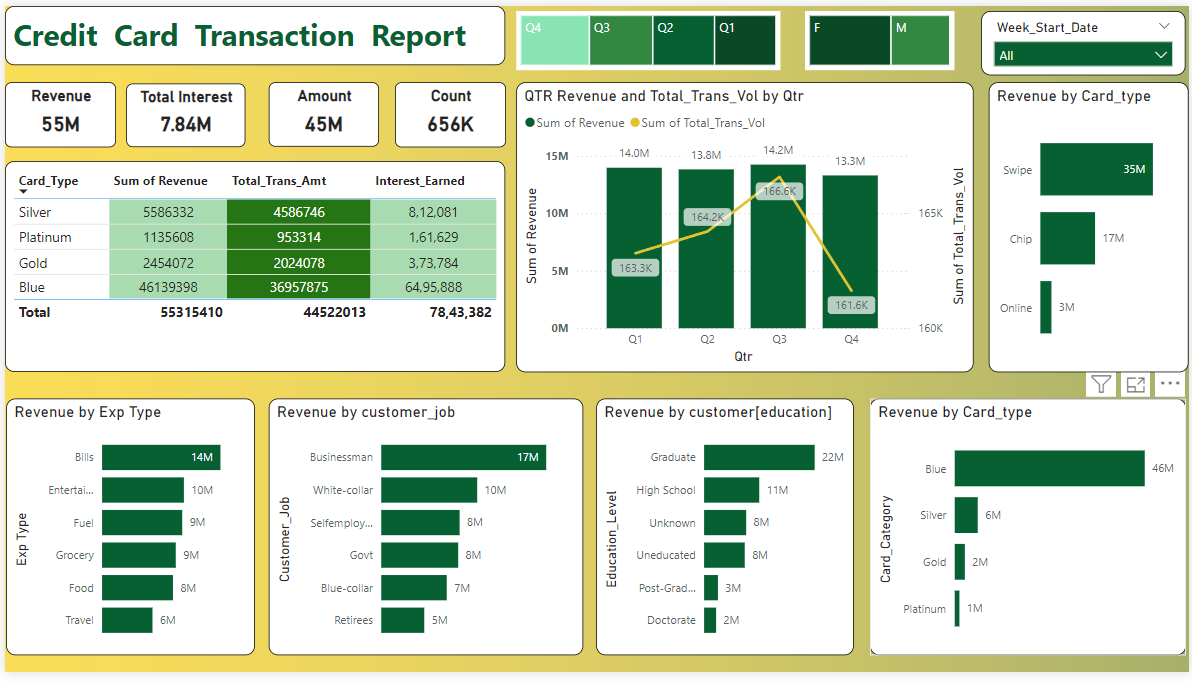 Credit Card Transaction Report
Q4 Q3 Q2 Q1
F M
Week_Start_Date
All
Revenue
55M
Total Interest
7.84M
Amount
45M
Count
656K
Card_Type Sum of Revenue Total_Trans_Amt Interest_Earned
Silver 5586332 4586746 8,12,081
Platinum 1135608 953314 1,61,629
Gold 2454072 2024078 3,73,784
Blue 46139398 36957875 64,95,888
Total 55315410 44522013 78,43,382
QTR Revenue and Total_Trans_Vol by Qtr
Sum of Revenue Sum of Total_Trans_Vol
Sum of Revenue
15M
10M
5M
0M
14.0M 13.8M 14.2M 13.3M
163.3K 164.2K 166.6K 161.6K
165K
160K
Sum of Total_Trans_Vol
Q1 Q2 Q3 Q4
Qtr
Revenue by Card_type
Swipe 35M
Chip 17M
Online 3M
Revenue by Exp Type
Exp Type
Bills 14M
Entertai... 10M
Fuel 9M
Grocery 9M
Food 8M
Travel 6M
Revenue by customer_job
Customer_Job
Businessman 17M
White-collar 10M
Selfemploy... 8M
Govt 8M
Blue-collar 7M
Retirees 5M
Revenue by customer[education]
Education_Level
Graduate 22M
High School 11M
Unknown 8M
Uneducated 8M
Post-Grad... 3M
Doctorate 2M
Revenue by Card_type
Card_Category
Blue 46M
Silver 6M
Gold 2M
Platinum 1M